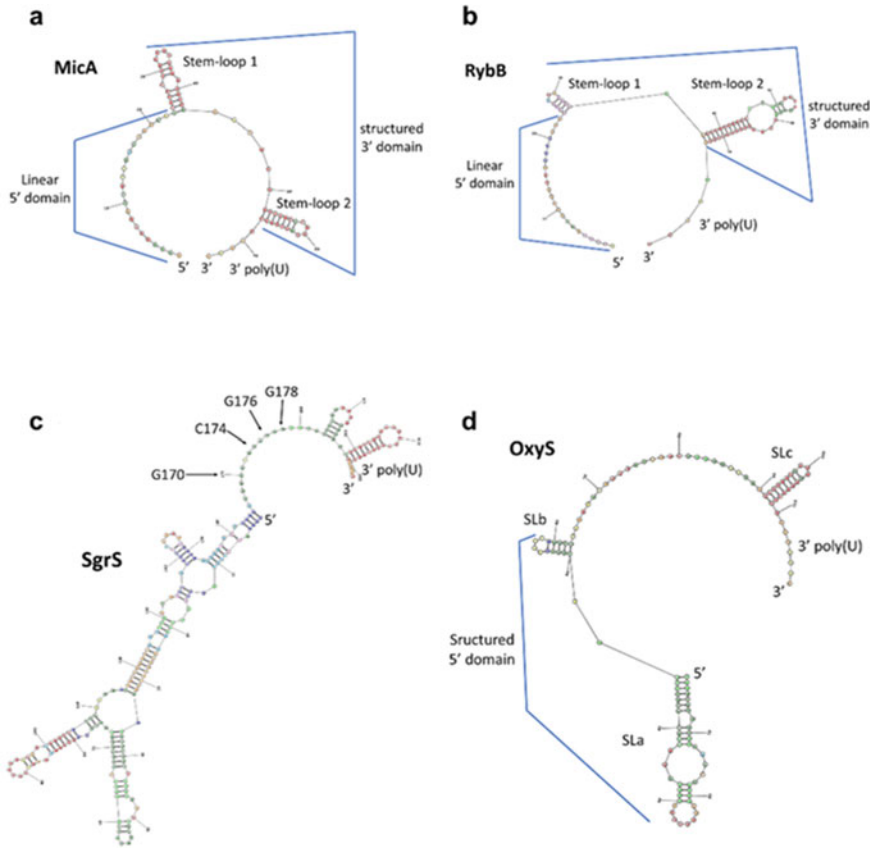 a
MicA
Stem-loop 1
Linear
5′ domain
structured
3′ domain
Stem-loop 2
5′
3′
3′ poly(U)
b
RybB
Stem-loop 1
Stem-loop 2
structured
3′ domain
Linear
5′ domain
3′ poly(U)
5′
3′
c
G178
G176
C174
G170
3′ poly(U)
3′
5′
SgrS
d
OxyS
SLc
SLb
3′ poly(U)
3′
Sructured
5′ domain
5′
SLa